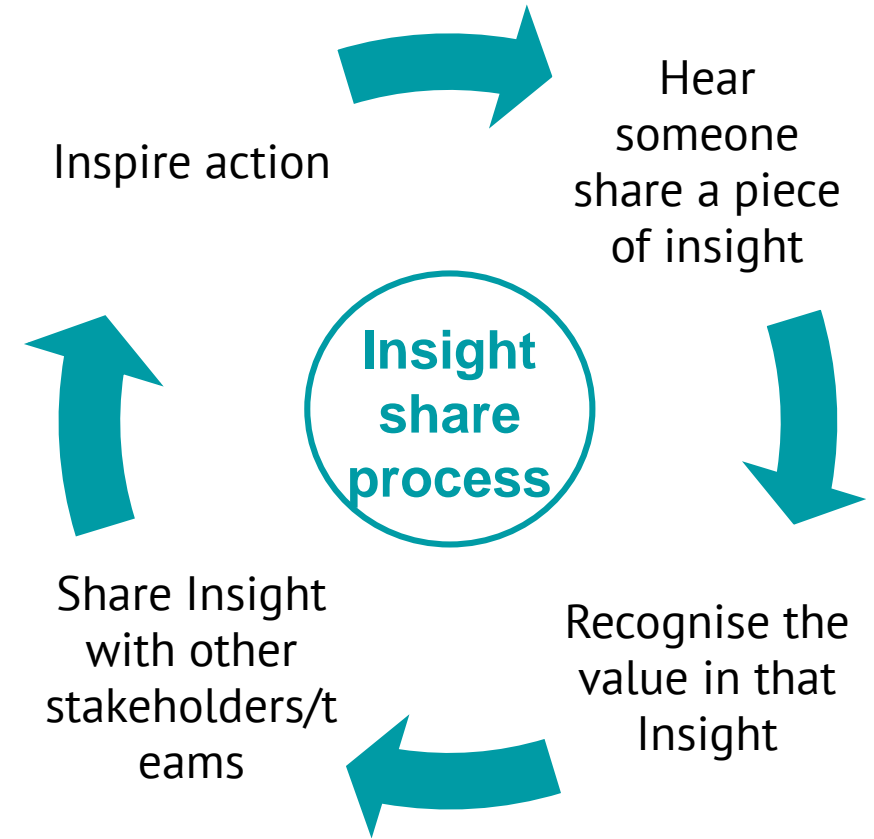 Inspire action
Hear
someone
share a piece
of insight
Insight
share
process
Share Insight
with other
stakeholders/t
eams
Recognise the
value in that
Insight